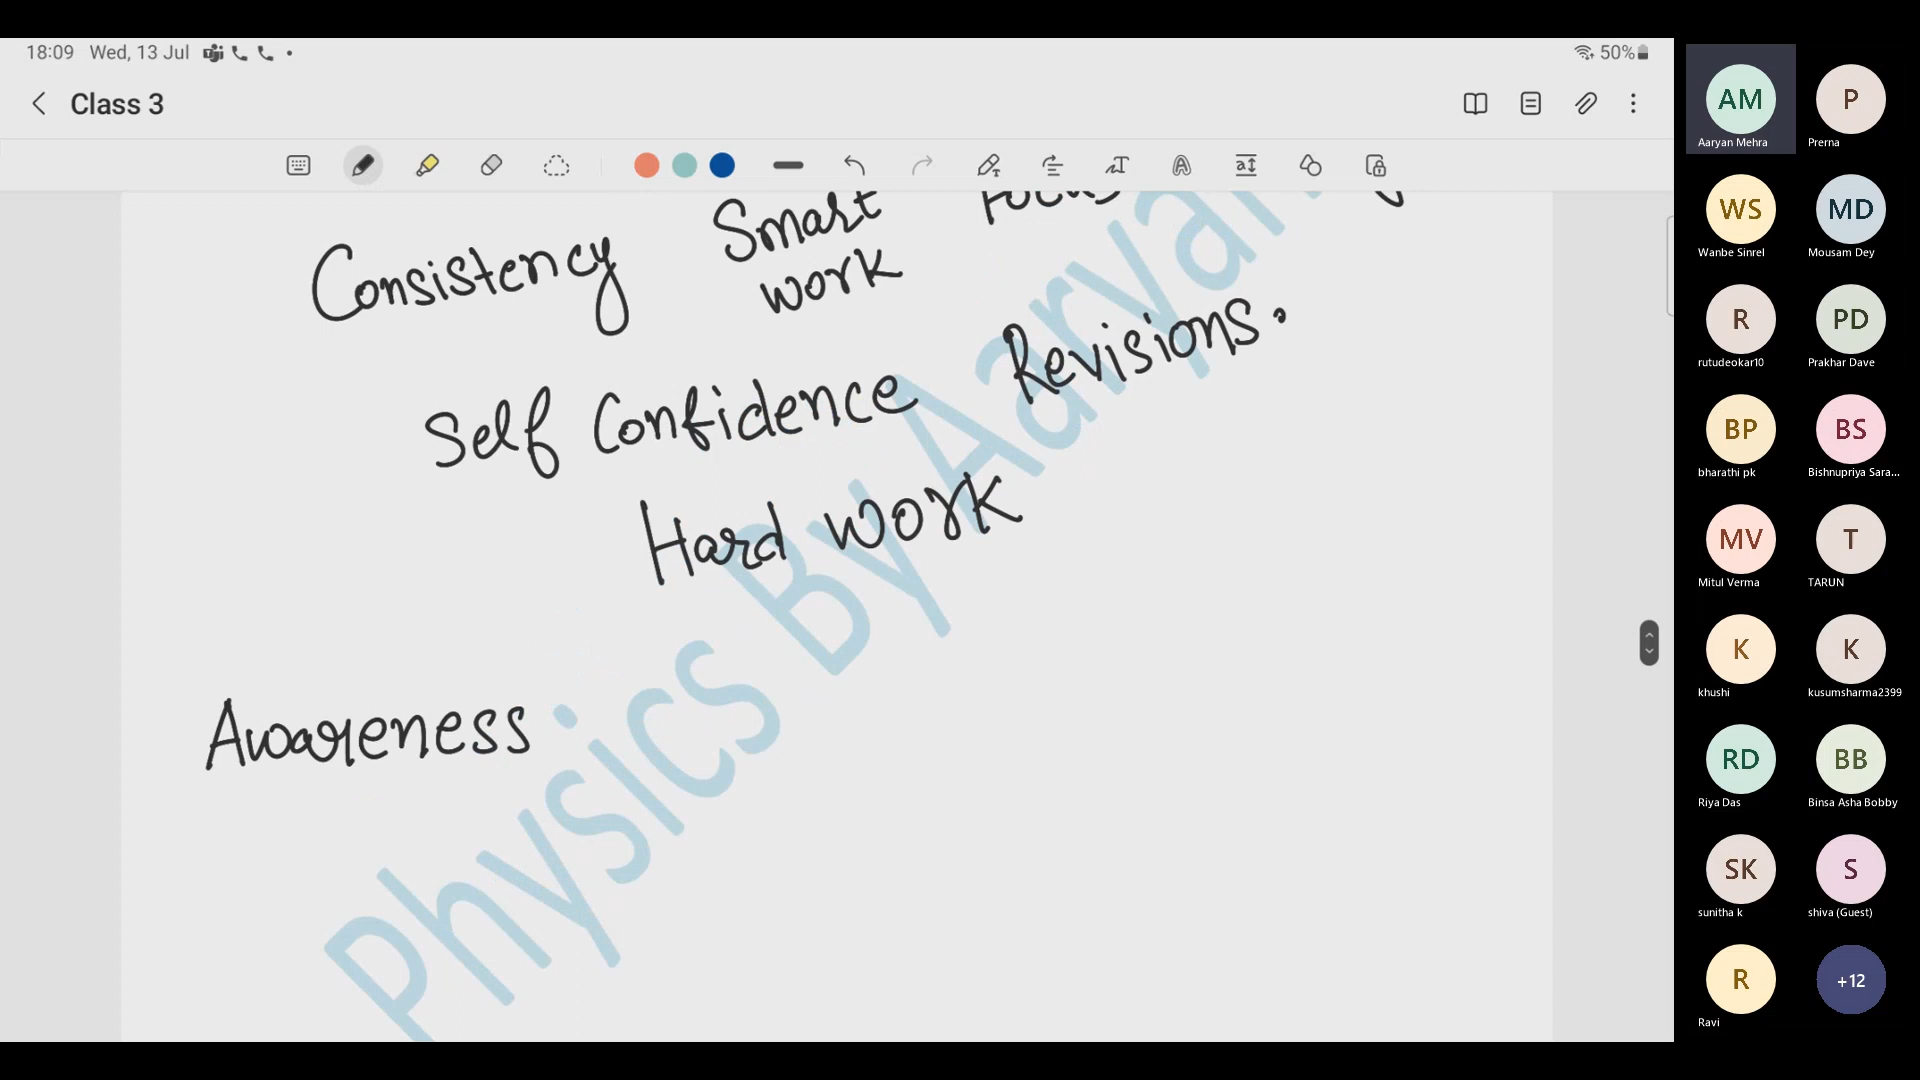 18:09 Wed, 13 Jul
50%
Class 3
Smart
Consistency
work
Revisions.
Self Confidence
Hard work
Awareness
Physics By Aaryan
AM
Aaryan Mehra
P
Prerna
WS
Wanbe Sinrel
MD
Mousam Dey
R
rutudeokar10
PD
Prakhar Dave
BP
bharathi pk
BS
Bishnupriya Sara...
MV
Mitul Verma
T
TARUN
K
khushi
K
kusumsharma2399
RD
Riya Das
BB
Binsa Asha Bobby
SK
sunitha k
S
shiva (Guest)
R
Ravi
+12